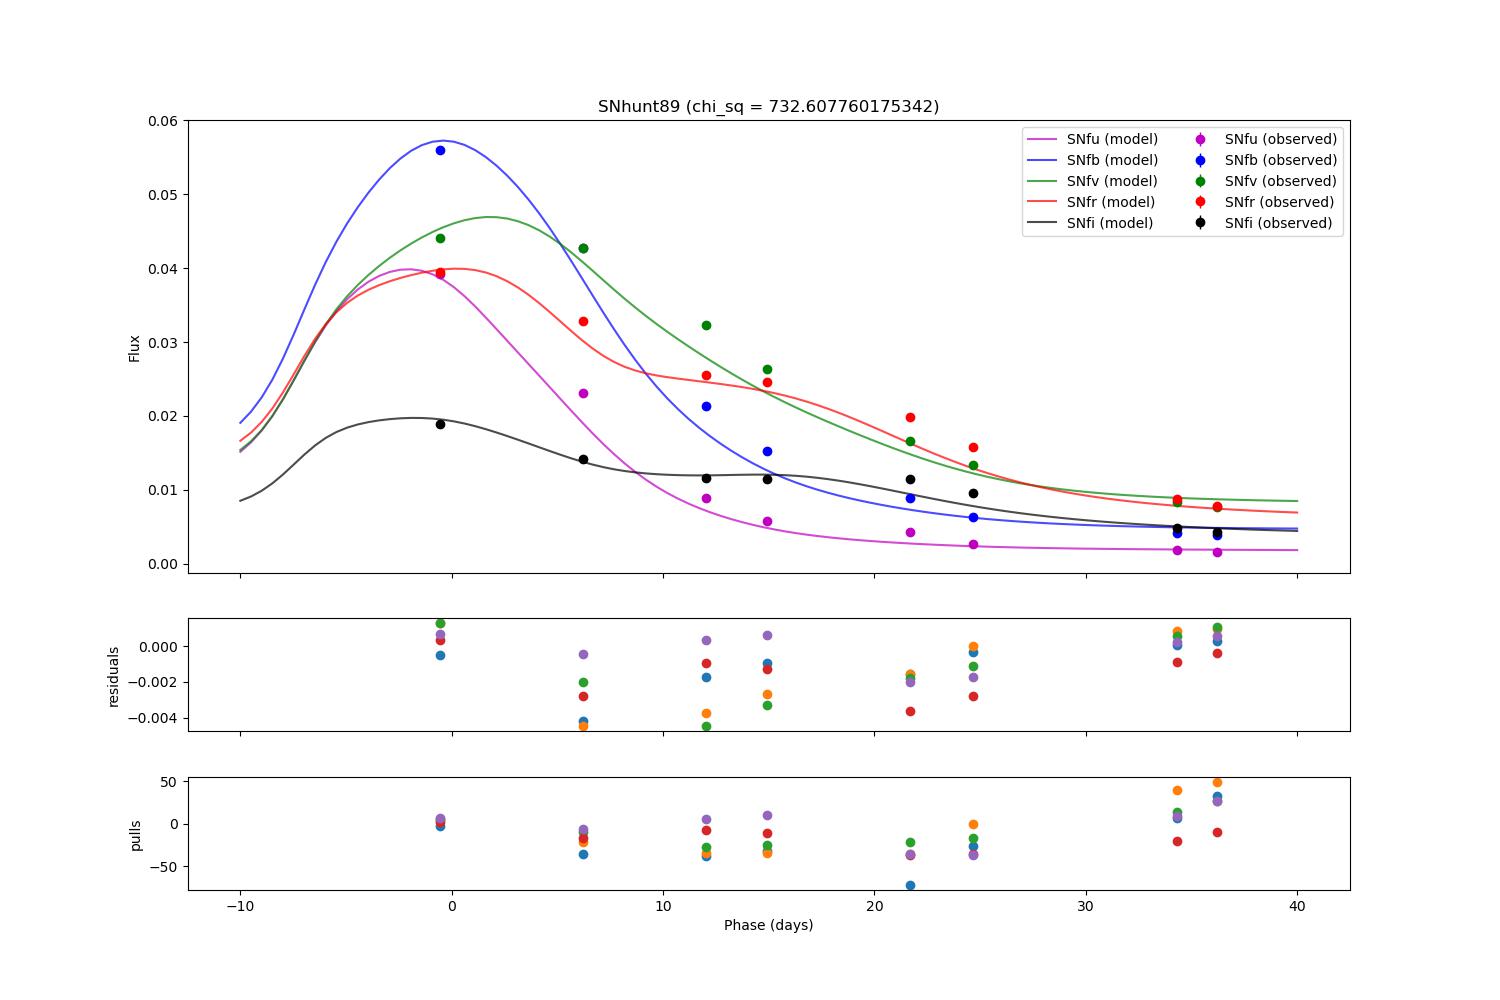 SNhunt89 (chi_sq = 732.607760175342)
0.06
0.05
0.04
0.03
0.02
0.01
0.00
Flux
SNfu (model) SNfu (observed)
SNfb (model) SNfb (observed)
SNfv (model) SNfv (observed)
SNfr (model) SNfr (observed)
SNfi (model) SNfi (observed)
0.000
−0.002
−0.004
residuals
50
0
−50
pulls
−10 0 10 20 30 40
Phase (days)